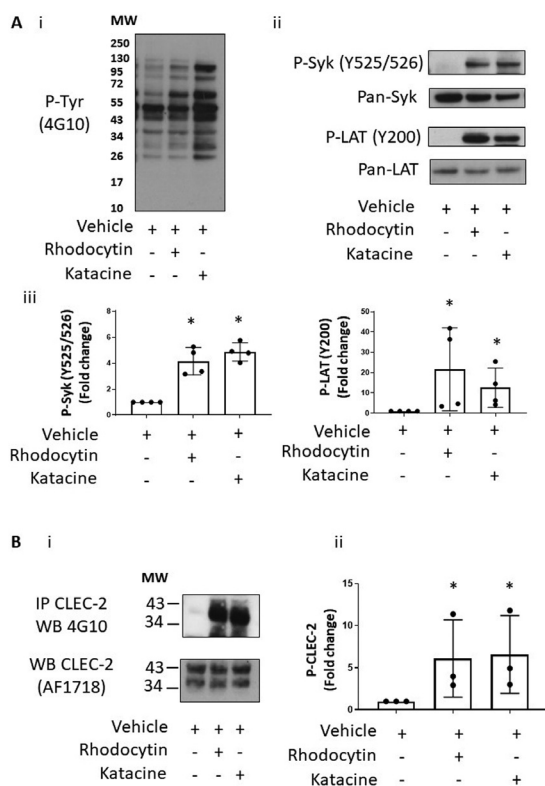 A i
MW
P-Tyr
(4G10)
250
130
95
72
55
43
34
26
17
10
Vehicle + + +
Rhodocytin - + -
Katacine - - +
ii
P-Syk (Y525/526)
Pan-Syk
P-LAT (Y200)
Pan-LAT
Vehicle + + +
Rhodocytin - + -
Katacine - - +
iii
P-Syk (Y525/526)
(Fold change)
8
6
4
2
0
* *
Vehicle + + +
Rhodocytin - + -
Katacine - - +
P-LAT (Y200)
(Fold change)
50
40
30
20
10
0
* *
Vehicle + + +
Rhodocytin - + -
Katacine - - +
B i
MW
IP CLEC-2
WB 4G10
43
34
WB CLEC-2
(AF1718)
43
34
Vehicle + + +
Rhodocytin - + -
Katacine - - +
ii
P-CLEC-2
(Fold change)
15
10
5
0
* *
Vehicle + + +
Rhodocytin - + -
Katacine - - +